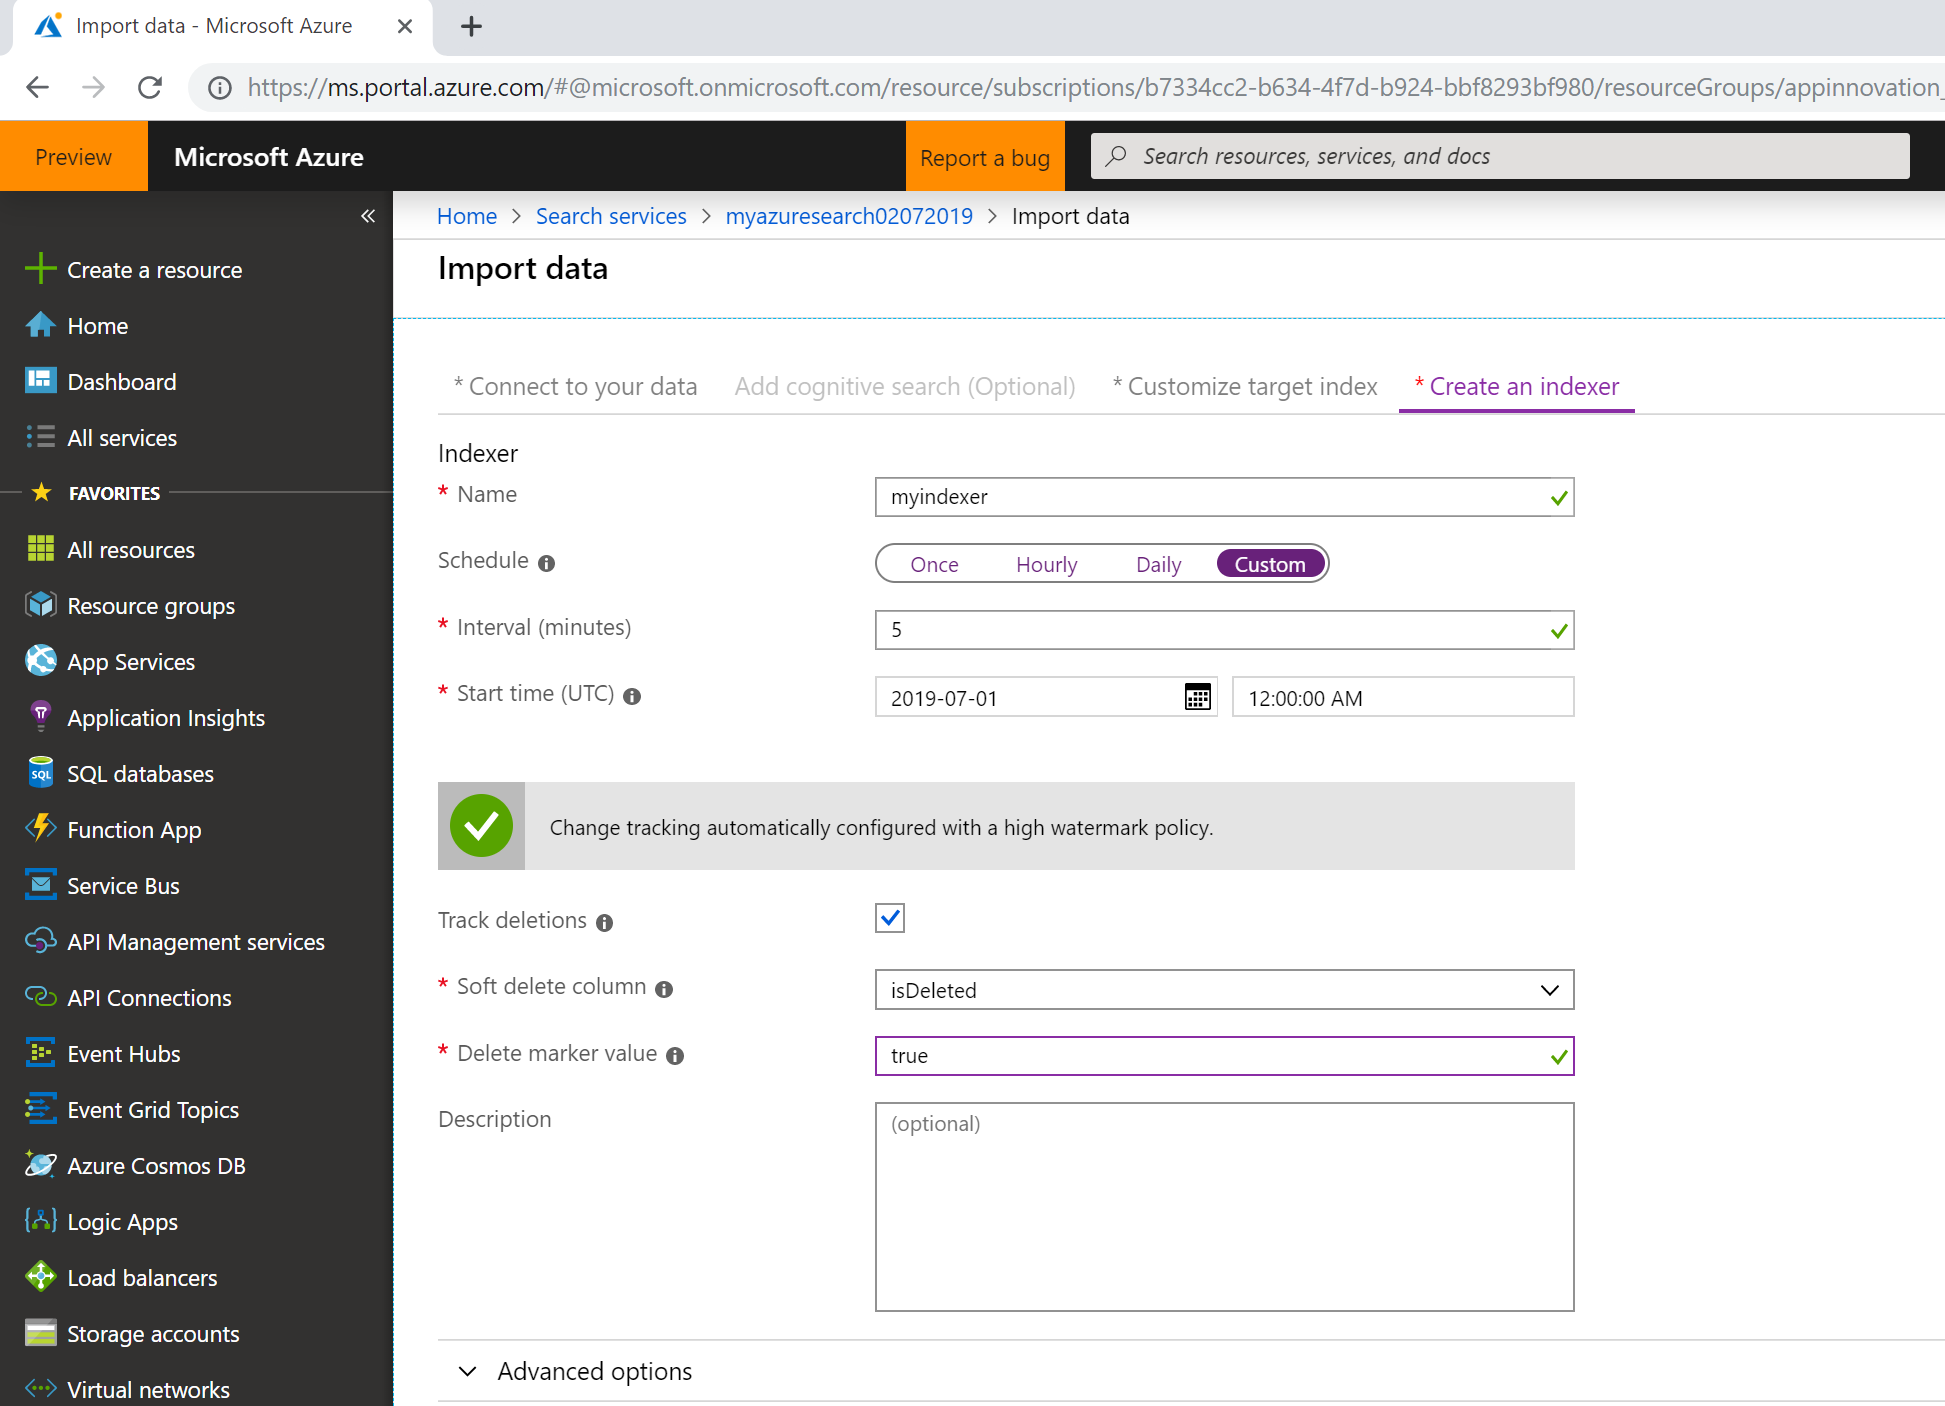 Import data - Microsoft Azure
https://ms.portal.azure.com/#@microsoft.onmicrosoft.com/resource/subscriptions/b7334cc2-b634-4f7d-b924-bbf8293bf980/resourceGroups/appinnovation_
Preview
Microsoft Azure
Report a bug
Search resources, services, and docs
«
Home > Search services > myazuresearch02072019 > Import data
Import data
Create a resource
Home
Dashboard
All services
FAVORITES
All resources
Resource groups
App Services
Application Insights
SQL databases
Function App
Service Bus
API Management services
API Connections
Event Hubs
Event Grid Topics
Azure Cosmos DB
Logic Apps
Load balancers
Storage accounts
Virtual networks
* Connect to your data
Add cognitive search (Optional)
* Customize target index
* Create an indexer
Indexer
* Name
myindexer
Schedule
Once Hourly Daily Custom
* Interval (minutes)
5
* Start time (UTC)
2019-07-01
12:00:00 AM
Change tracking automatically configured with a high watermark policy.
Track deletions
* Soft delete column
isDeleted
* Delete marker value
true
Description
(optional)
Advanced options